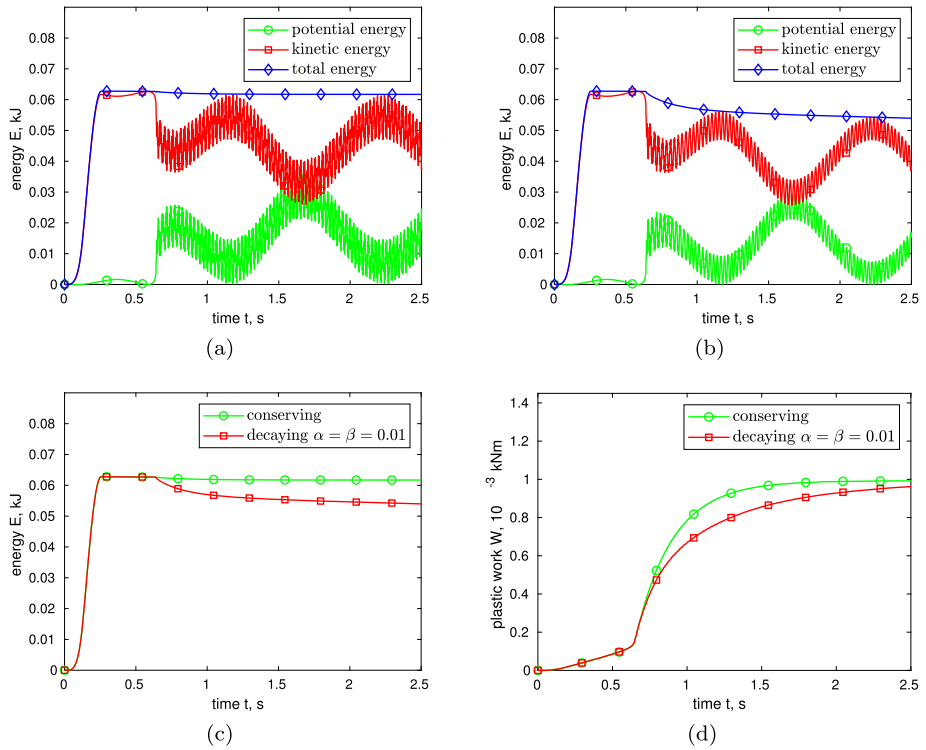 potential energy
kinetic energy
total energy
energy E, kJ
0.08
0.07
0.06
0.05
0.04
0.03
0.02
0.01
0
0 0.5 1 1.5 2 2.5
time t, s
(a)
potential energy
kinetic energy
total energy
energy E, kJ
0.08
0.07
0.06
0.05
0.04
0.03
0.02
0.01
0
0 0.5 1 1.5 2 2.5
time t, s
(b)
conserving
decaying α = β = 0.01
energy E, kJ
0.08
0.07
0.06
0.05
0.04
0.03
0.02
0.01
0
0 0.5 1 1.5 2 2.5
time t, s
(c)
conserving
decaying α = β = 0.01
plastic work W, 10⁻³ kNm
1.4
1.2
1
0.8
0.6
0.4
0.2
0
0 0.5 1 1.5 2 2.5
time t, s
(d)